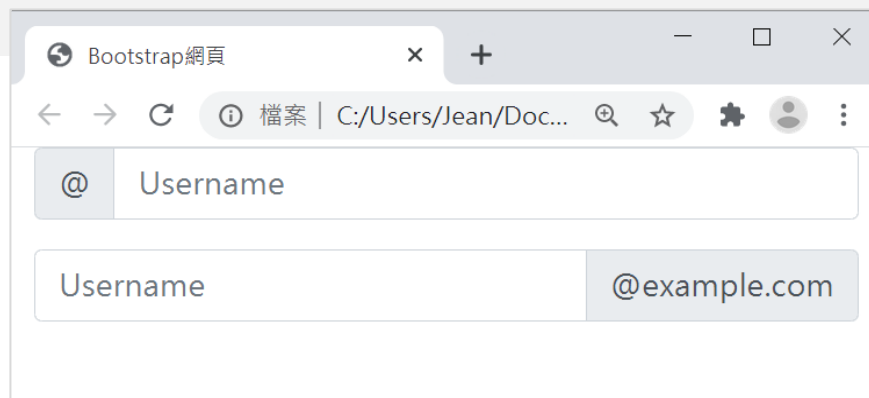 Bootstrap網頁
檔案 | C:/Users/Jean/Doc...
@ Username
Username @example.com